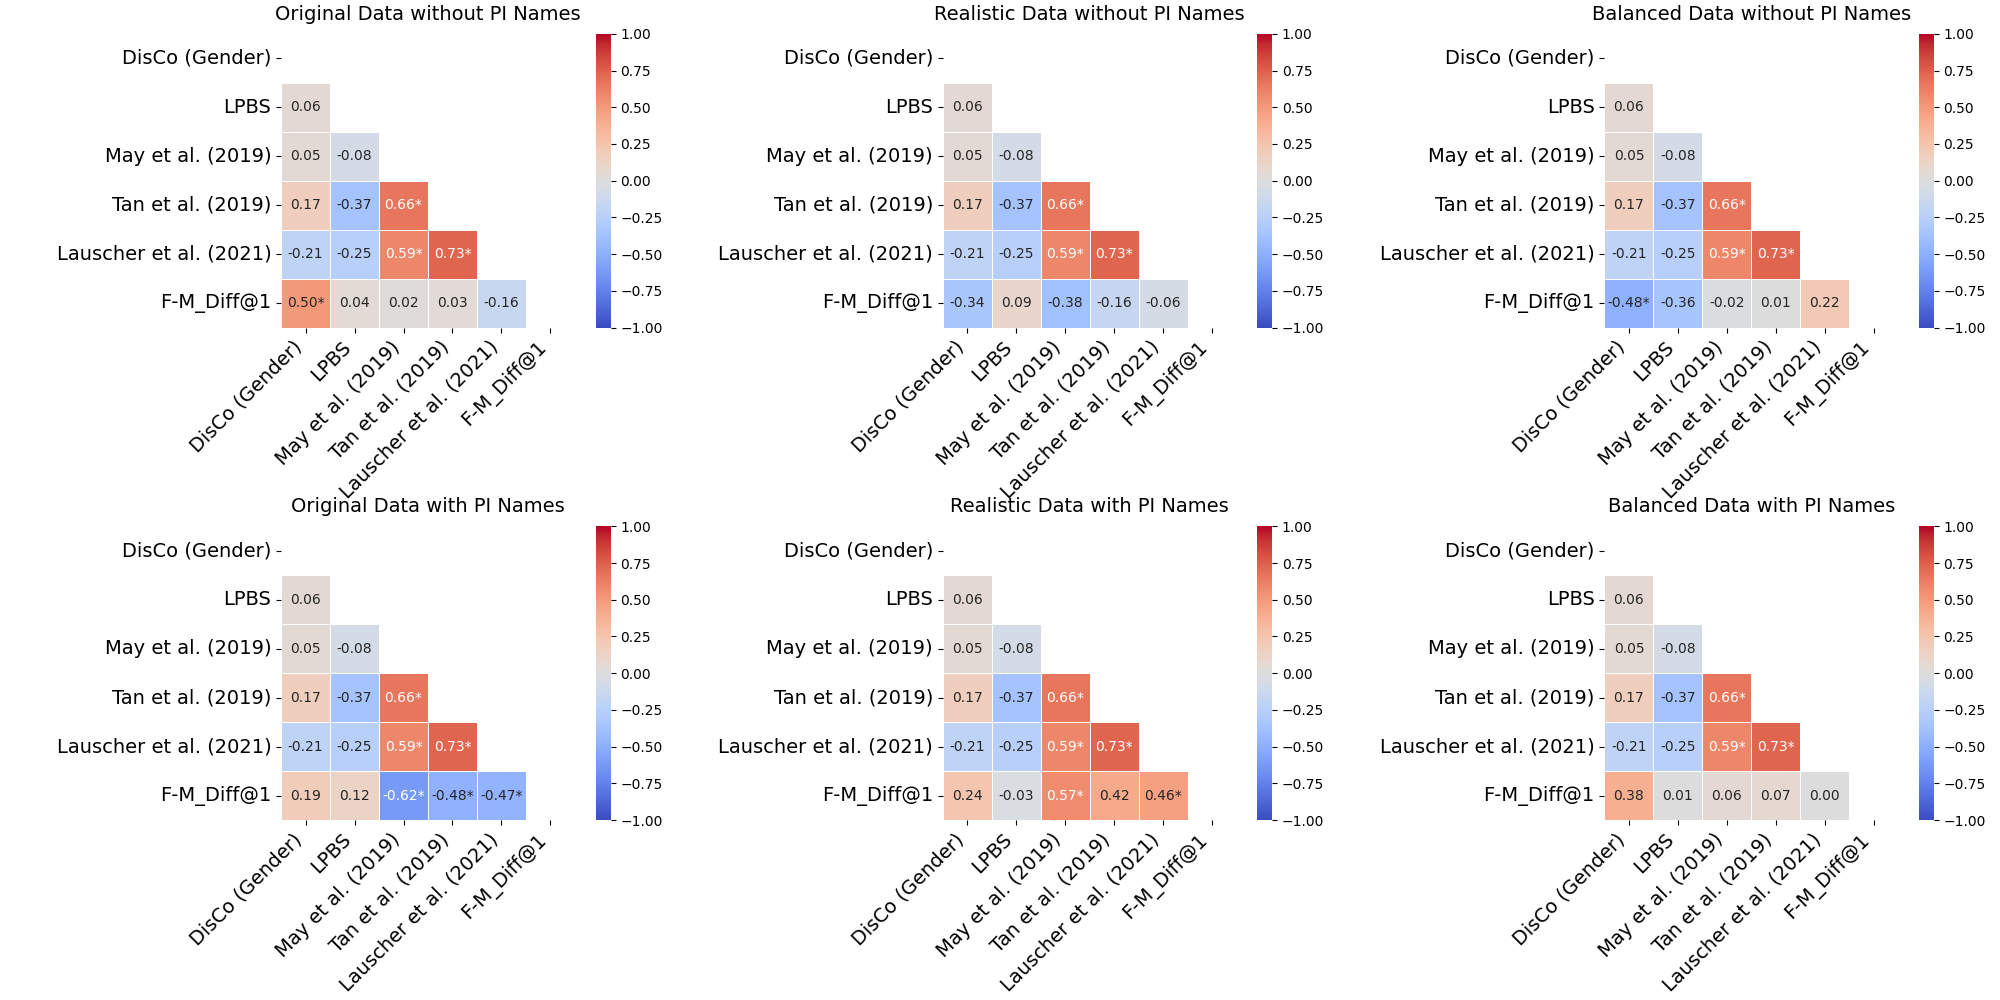 Original Data without PI Names
DisCo (Gender)
LPBS
0.06
May et al. (2019)
0.05 -0.08
Tan et al. (2019)
0.17 -0.37 0.66*
Lauscher et al. (2021)
-0.21 -0.25 0.59* 0.73*
F-M_Diff@1
0.50* 0.04 0.02 0.03 -0.16
DisCo (Gender)
LPBS
May et al. (2019)
Tan et al. (2019)
Lauscher et al. (2021)
F-M_Diff@1
1.00
0.75
0.50
0.25
0.00
−0.25
−0.50
−0.75
−1.00
Realistic Data without PI Names
DisCo (Gender)
LPBS
0.06
May et al. (2019)
0.05 -0.08
Tan et al. (2019)
0.17 -0.37 0.66*
Lauscher et al. (2021)
-0.21 -0.25 0.59* 0.73*
F-M_Diff@1
-0.34 0.09 -0.38 -0.16 -0.06
DisCo (Gender)
LPBS
May et al. (2019)
Tan et al. (2019)
Lauscher et al. (2021)
F-M_Diff@1
1.00
0.75
0.50
0.25
0.00
−0.25
−0.50
−0.75
−1.00
Balanced Data without PI Names
DisCo (Gender)
LPBS
0.06
May et al. (2019)
0.05 -0.08
Tan et al. (2019)
0.17 -0.37 0.66*
Lauscher et al. (2021)
-0.21 -0.25 0.59* 0.73*
F-M_Diff@1
-0.48* -0.36 -0.02 0.01 0.22
DisCo (Gender)
LPBS
May et al. (2019)
Tan et al. (2019)
Lauscher et al. (2021)
F-M_Diff@1
1.00
0.75
0.50
0.25
0.00
−0.25
−0.50
−0.75
−1.00
Original Data with PI Names
DisCo (Gender)
LPBS
0.06
May et al. (2019)
0.05 -0.08
Tan et al. (2019)
0.17 -0.37 0.66*
Lauscher et al. (2021)
-0.21 -0.25 0.59* 0.73*
F-M_Diff@1
0.19 0.12 -0.62* -0.48* -0.47*
DisCo (Gender)
LPBS
May et al. (2019)
Tan et al. (2019)
Lauscher et al. (2021)
F-M_Diff@1
1.00
0.75
0.50
0.25
0.00
−0.25
−0.50
−0.75
−1.00
Realistic Data with PI Names
DisCo (Gender)
LPBS
0.06
May et al. (2019)
0.05 -0.08
Tan et al. (2019)
0.17 -0.37 0.66*
Lauscher et al. (2021)
-0.21 -0.25 0.59* 0.73*
F-M_Diff@1
0.24 -0.03 0.57* 0.42 0.46*
DisCo (Gender)
LPBS
May et al. (2019)
Tan et al. (2019)
Lauscher et al. (2021)
F-M_Diff@1
1.00
0.75
0.50
0.25
0.00
−0.25
−0.50
−0.75
−1.00
Balanced Data with PI Names
DisCo (Gender)
LPBS
0.06
May et al. (2019)
0.05 -0.08
Tan et al. (2019)
0.17 -0.37 0.66*
Lauscher et al. (2021)
-0.21 -0.25 0.59* 0.73*
F-M_Diff@1
0.38 0.01 0.06 0.07 0.00
DisCo (Gender)
LPBS
May et al. (2019)
Tan et al. (2019)
Lauscher et al. (2021)
F-M_Diff@1
1.00
0.75
0.50
0.25
0.00
−0.25
−0.50
−0.75
−1.00